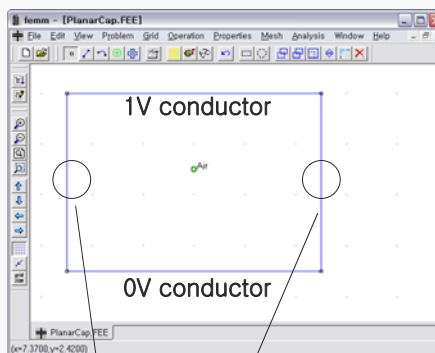 femm - [PlanarCap.FEE]
File Edit View Problem Grid Operation Properties Mesh Analysis Window Help
1V conductor
Air
0V conductor
PlanarCap.FEE
(x=7.3700,y=2.4200)